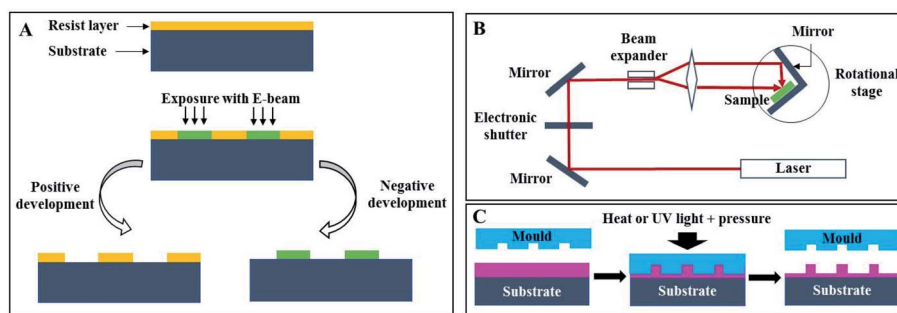 A
Resist layer
Substrate
Exposure with E-beam
Positive
development
Negative
development
B
Beam
expander
Mirror
Mirror
Rotational
stage
Sample
Electronic
shutter
Mirror
Laser
C
Heat or UV light + pressure
Mould
Substrate
Substrate
Mould
Substrate